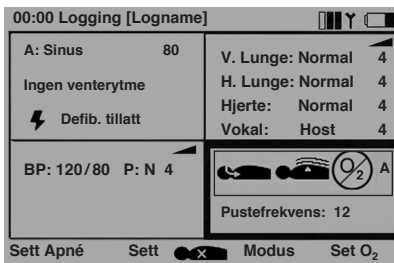 00:00 Logging [Logname]
A: Sinus 80
Ingen venterytme
Defib. tillatt
V. Lunge: Normal 4
H. Lunge: Normal 4
Hjerte: Normal 4
Vokal: Host 4
BP: 120/80 P: N 4
O2 A
Pustefrekvens: 12
Sett Apné Sett X Modus Set O2